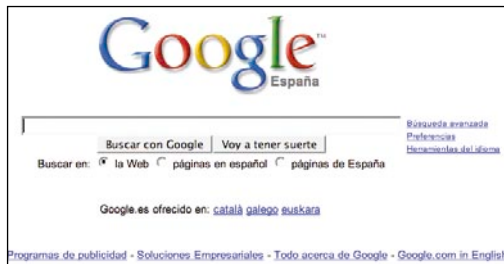 Google™
España
Búsqueda avanzada
Preferencias
Herramientas del idioma
Buscar con Google Voy a tener suerte
Buscar en: la Web páginas en español páginas de España
Google.es ofrecido en: català galego euskara
Programas de publicidad - Soluciones Empresariales - Todo acerca de Google - Google.com in English